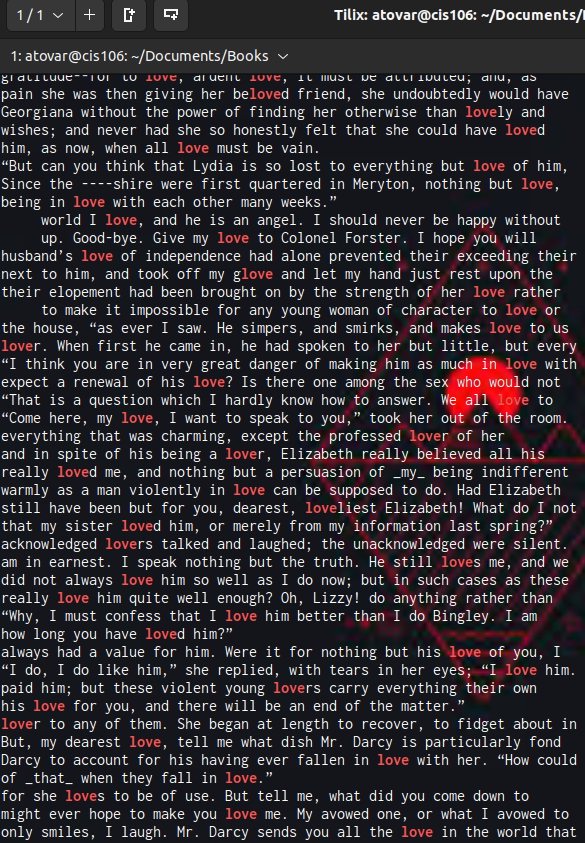 1 / 1
Tilix: atovar@cis106: ~/Documents/
1: atovar@cis106: ~/Documents/Books
gratitude--for to love, ardent love, it must be attributed; and, as
pain she was then giving her beloved friend, she undoubtedly would have
Georgiana without the power of finding her otherwise than lovely and
wishes; and never had she so honestly felt that she could have loved
him, as now, when all love must be vain.
“But can you think that Lydia is so lost to everything but love of him,
Since the ----shire were first quartered in Meryton, nothing but love,
being in love with each other many weeks.”
world I love, and he is an angel. I should never be happy without
up. Good-bye. Give my love to Colonel Forster. I hope you will
husband’s love of independence had alone prevented their exceeding their
next to him, and took off my glove and let my hand just rest upon the
their elopement had been brought on by the strength of her love rather
to make it impossible for any young woman of character to love or
the house, “as ever I saw. He simpers, and smirks, and makes love to us
lover. When first he came in, he had spoken to her but little, but every
“I think you are in very great danger of making him as much in love with
expect a renewal of his love? Is there one among the sex who would not
“That is a question which I hardly know how to answer. We all love to
“Come here, my love, I want to speak to you,” took her out of the room.
everything that was charming, except the professed lover of her
and in spite of his being a lover, Elizabeth really believed all his
really loved me, and nothing but a persuasion of _my_ being indifferent
warmly as a man violently in love can be supposed to do. Had Elizabeth
still have been but for you, dearest, loveliest Elizabeth! What do I not
that my sister loved him, or merely from my information last spring?”
acknowledged lovers talked and laughed; the unacknowledged were silent.
am in earnest. I speak nothing but the truth. He still loves me, and we
did not always love him so well as I do now; but in such cases as these
really love him quite well enough? Oh, Lizzy! do anything rather than
“Why, I must confess that I love him better than I do Bingley. I am
how long you have loved him?”
always had a value for him. Were it for nothing but his love of you, I
“I do, I do like him,” she replied, with tears in her eyes; “I love him.
paid him; but these violent young lovers carry everything their own
his love for you, and there will be an end of the matter.”
lover to any of them. She began at length to recover, to fidget about in
But, my dearest love, tell me what dish Mr. Darcy is particularly fond
Darcy to account for his having ever fallen in love with her. “How could
of _that_ when they fall in love.”
for she loves to be of use. But tell me, what did you come down to
might ever hope to make you love me. My avowed one, or what I avowed to
only smiles, I laugh. Mr. Darcy sends you all the love in the world that